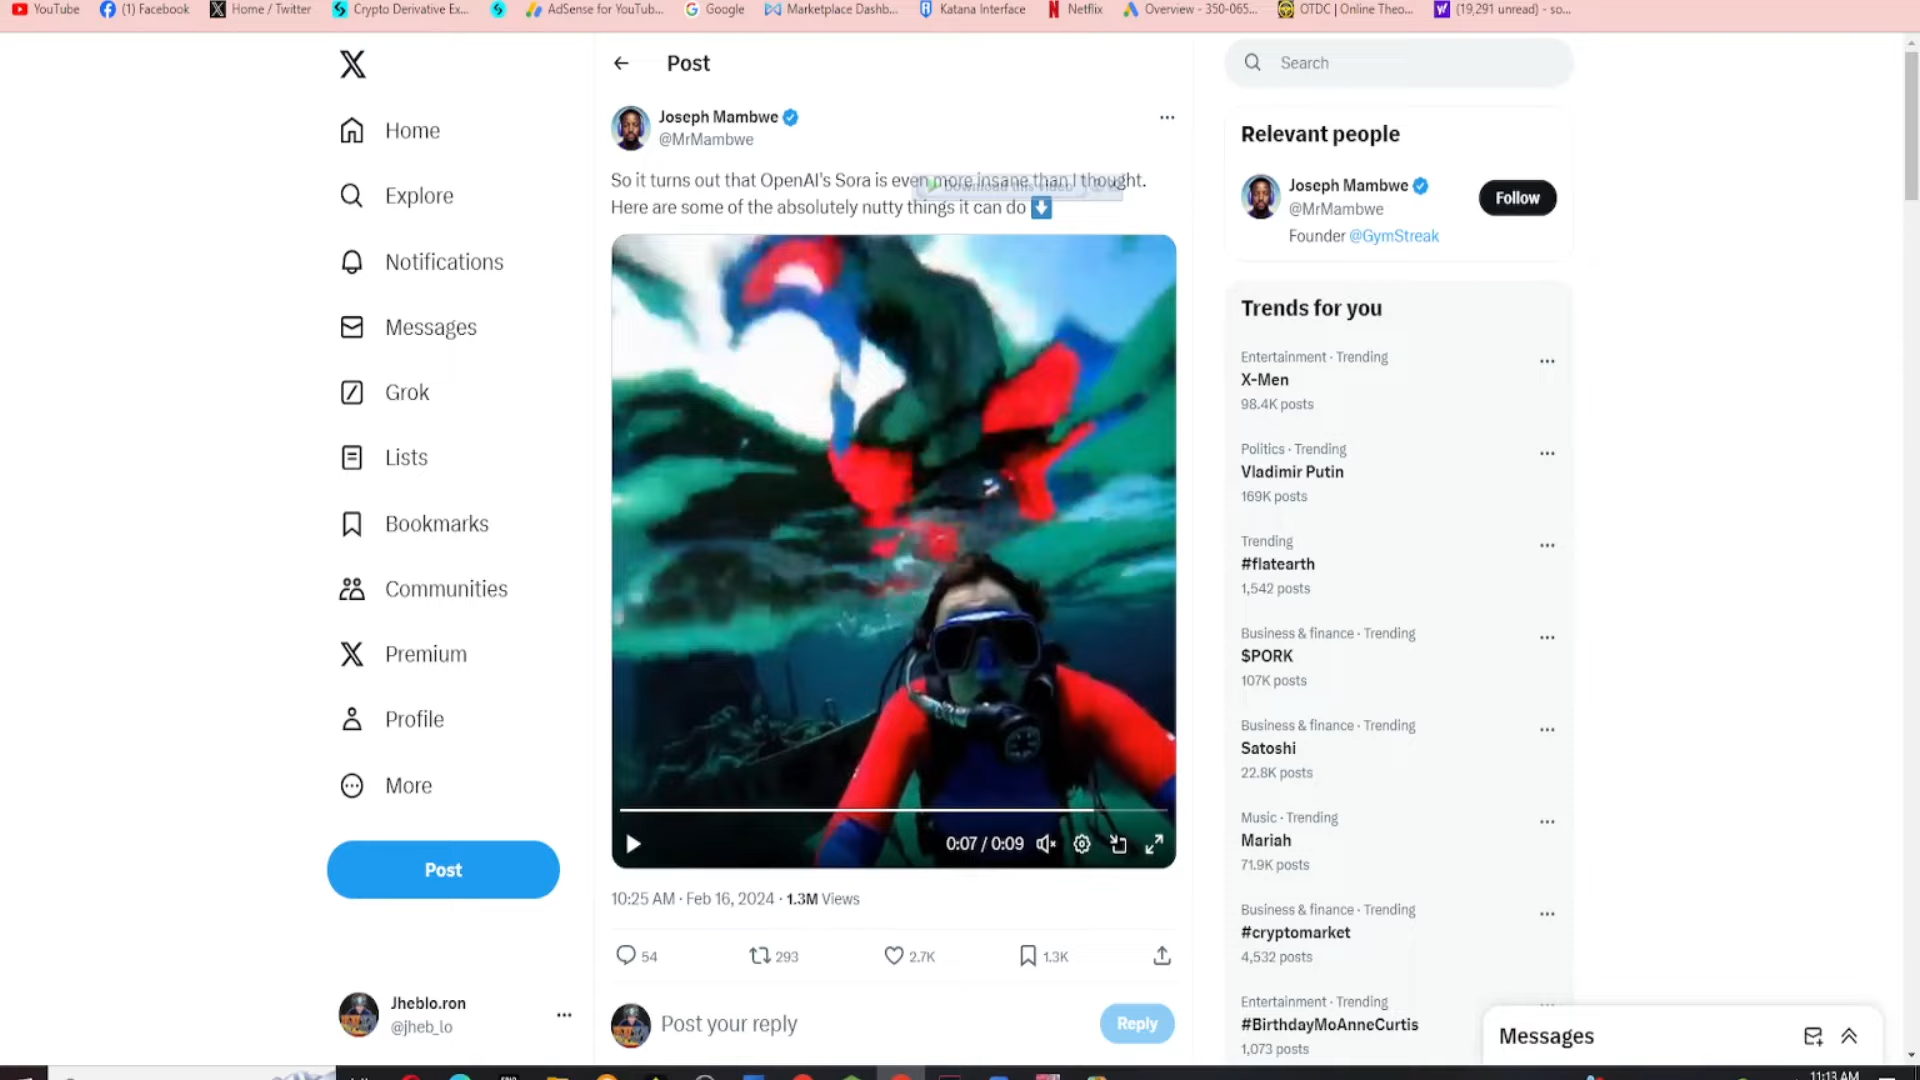 YouTube
(1) Facebook
Home / Twitter
Crypto Derivative Ex...
AdSense for YouTub...
Google
Marketplace Dashb...
Katana Interface
Netflix
Overview - 350-065...
OTDC | Online Theo...
(19,291 unread) - so...
Home
Explore
Notifications
Messages
Grok
Lists
Bookmarks
Communities
Premium
Profile
More
Post
Jheblo.ron
@jheb_lo
Post
Joseph Mambwe
@MrMambwe
So it turns out that OpenAI's Sora is even more insane than I thought.
Download this video
Here are some of the absolutely nutty things it can do
0:07 / 0:09
10:25 AM · Feb 16, 2024 · 1.3M Views
54
293
2.7K
1.3K
Post your reply
Reply
Search
Relevant people
Joseph Mambwe
@MrMambwe
Follow
Founder @GymStreak
Trends for you
Entertainment · Trending
X-Men
98.4K posts
Politics · Trending
Vladimir Putin
169K posts
Trending
#flatearth
1,542 posts
Business & finance · Trending
$PORK
107K posts
Business & finance · Trending
Satoshi
22.8K posts
Music · Trending
Mariah
71.9K posts
Business & finance · Trending
#cryptomarket
4,532 posts
Entertainment · Trending
#BirthdayMoAnneCurtis
1,073 posts
Messages
11:13 AM